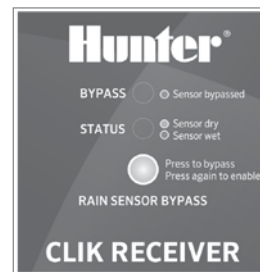 Hunter®
BYPASS Sensor bypassed
STATUS Sensor dry
Sensor wet
Press to bypass
Press again to enable
RAIN SENSOR BYPASS
CLIK RECEIVER